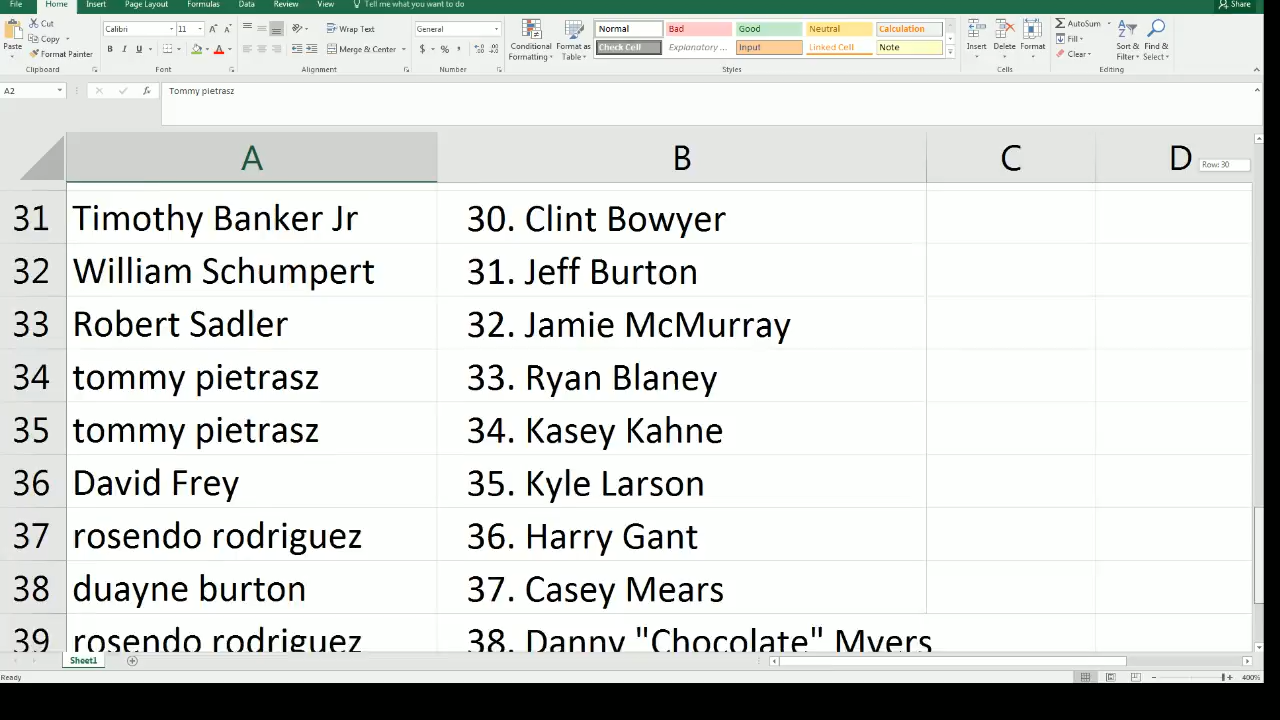 File Home Insert Page Layout Formulas Data Review View Tell me what you want to do Share
Cut Calibri 11 Wrap Text General Normal Bad Good Neutral Calculation AutoSum
Copy Fill
Paste Format Painter B I U Merge & Center $ % Conditional Formatting Format as Table Check Cell Explanatory ... Input Linked Cell Note Insert Delete Format Clear Sort & Filter Find & Select
Clipboard Font Alignment Number Styles Cells Editing
A2 fx Tommy pietrasz
A B C D Row: 30
31 Timothy Banker Jr 30. Clint Bowyer
32 William Schumpert 31. Jeff Burton
33 Robert Sadler 32. Jamie McMurray
34 tommy pietrasz 33. Ryan Blaney
35 tommy pietrasz 34. Kasey Kahne
36 David Frey 35. Kyle Larson
37 rosendo rodriguez 36. Harry Gant
38 duayne burton 37. Casey Mears
39 rosendo rodriguez 38. Danny "Chocolate" Myers
Sheet1
Ready 400%